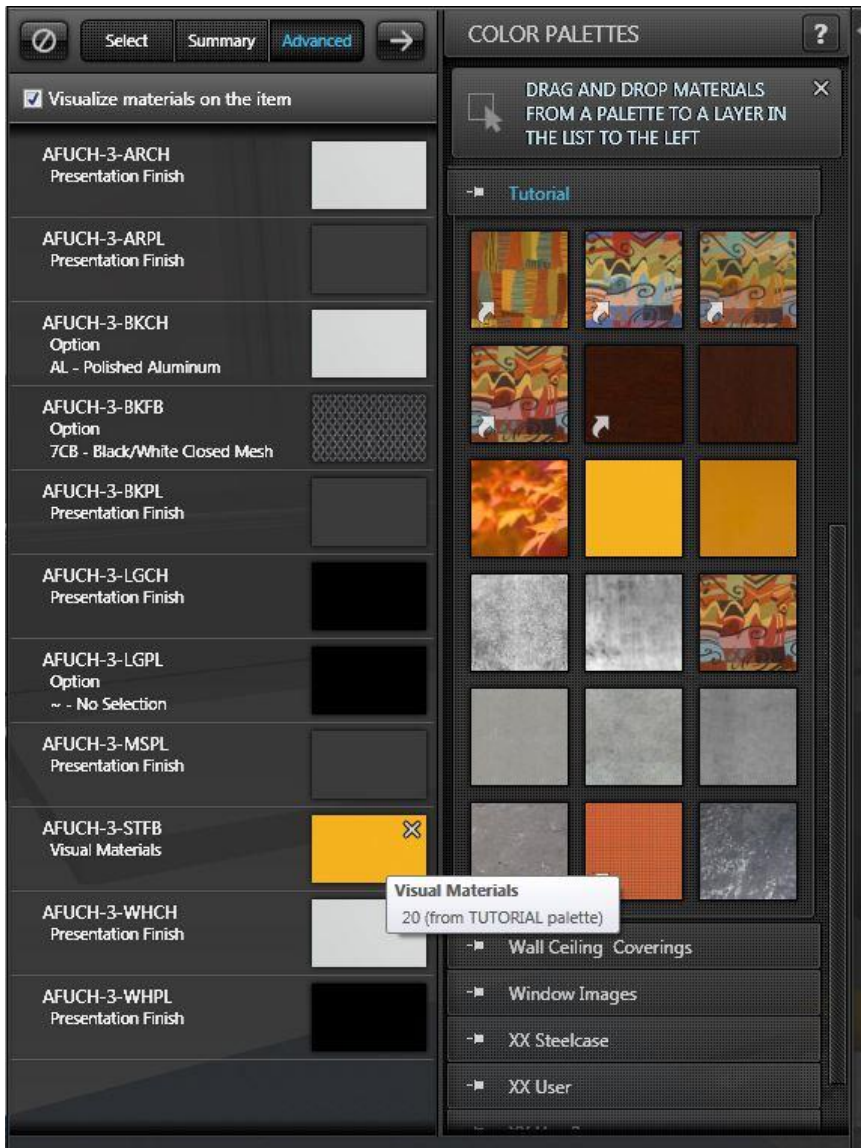 Select Summary Advanced
Visualize materials on the item
AFUCH-3-ARCH
Presentation Finish
AFUCH-3-ARPL
Presentation Finish
AFUCH-3-BKCH
Option
AL - Polished Aluminum
AFUCH-3-BKFB
Option
7CB - Black/White Closed Mesh
AFUCH-3-BKPL
Presentation Finish
AFUCH-3-LGCH
Presentation Finish
AFUCH-3-LGPL
Option
~ - No Selection
AFUCH-3-MSPL
Presentation Finish
AFUCH-3-STFB
Visual Materials
AFUCH-3-WHCH
Presentation Finish
AFUCH-3-WHPL
Presentation Finish
COLOR PALETTES ?
DRAG AND DROP MATERIALS
FROM A PALETTE TO A LAYER IN
THE LIST TO THE LEFT
Tutorial
Visual Materials
20 (from TUTORIAL palette)
Wall Ceiling Coverings
Window Images
XX Steelcase
XX User